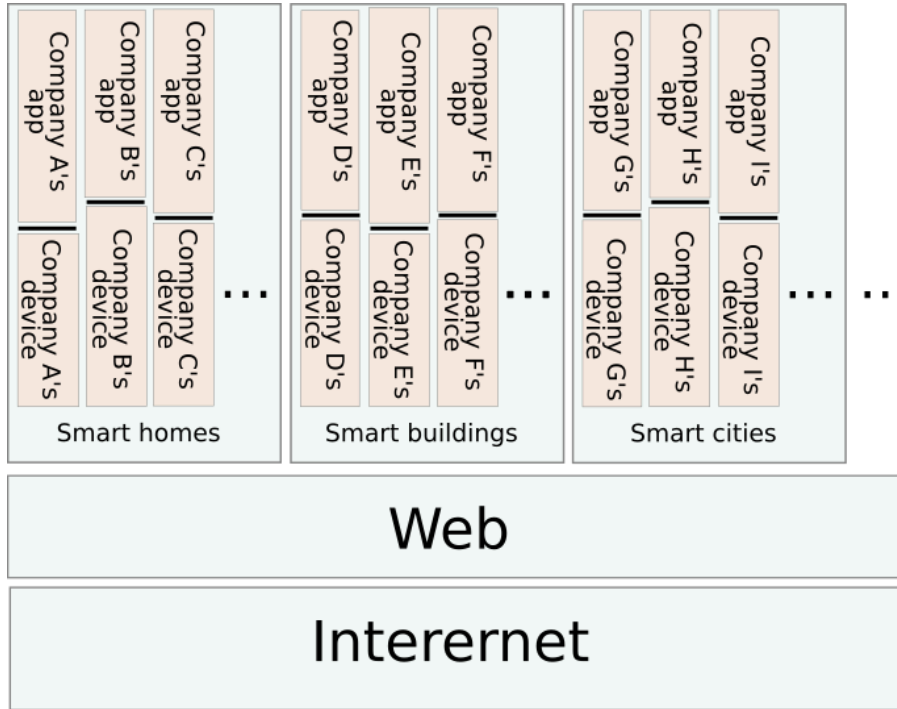 Company A's
app
Company B's
app
Company C's
app
Company A's
device
Company B's
device
Company C's
device
...
Smart homes
Company D's
app
Company E's
app
Company F's
app
Company D's
device
Company E's
device
Company F's
device
...
Smart buildings
Company G's
app
Company H's
app
Company I's
app
Company G's
device
Company H's
device
Company I's
device
...
Smart cities
..
Web
Interernet